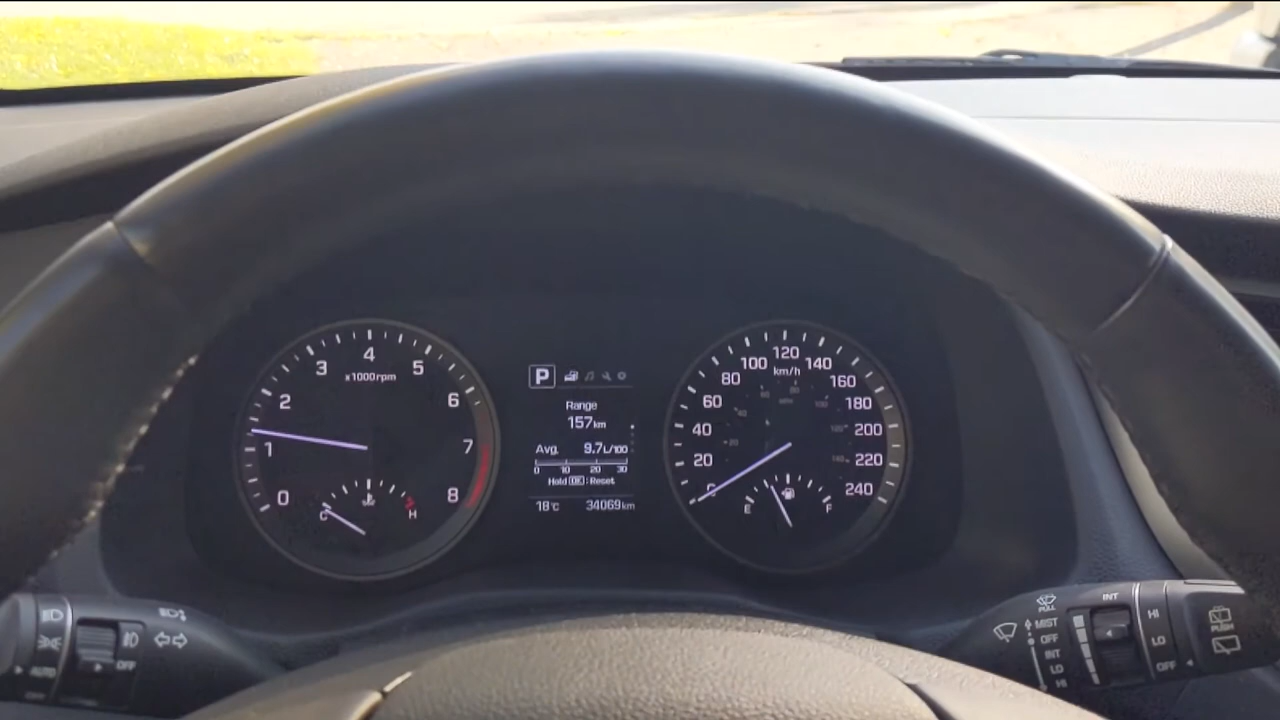 4
3 5
x1000rpm
2 6
1 7
0 8
C H
P
Range
157km
Avg. 9.7L/100
0 10 20 30
Hold OK : Reset
18°C 34069km
120
100 140
km/h
80 160
60 180
40 200
20 220
0 240
E F
AUTO
OFF
PULL
MIST
OFF
INT
LO
HI
INT
HI
LO
OFF
PUSH